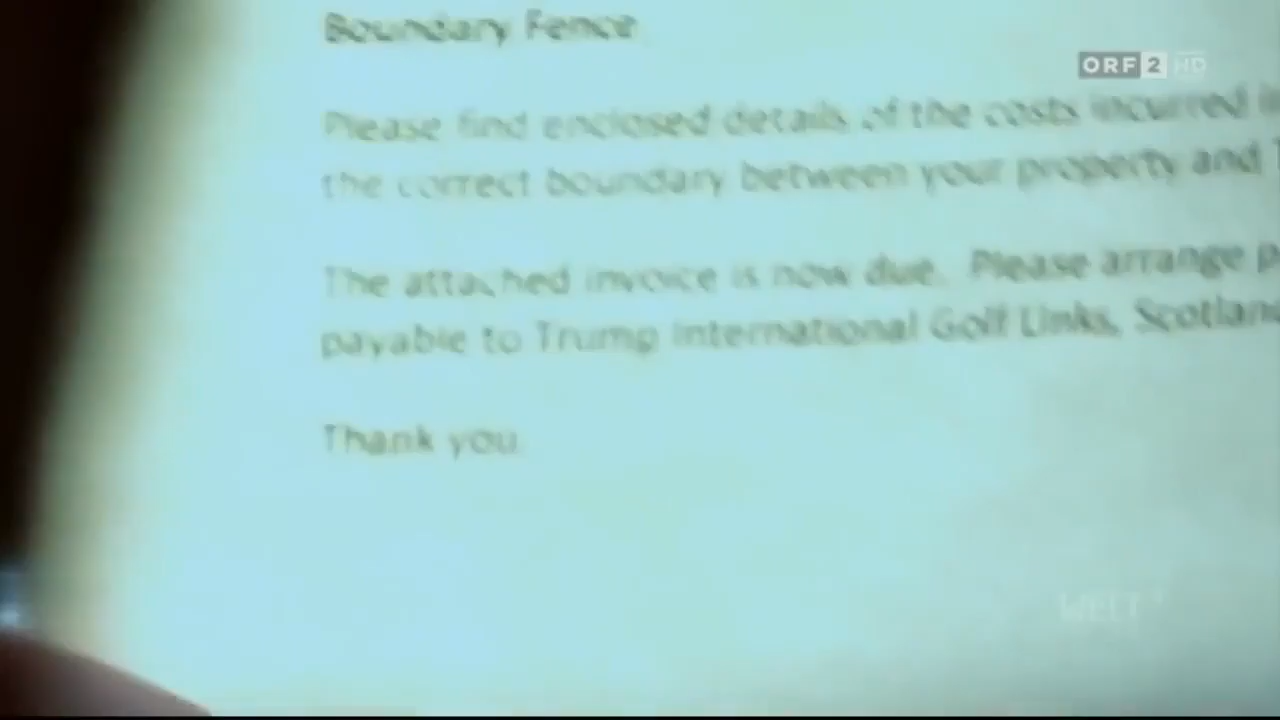 Boundary Fence
ORF 2 HD
Please find enclosed details of the costs incurred
the correct boundary between your property and
The attached invoice is now due. Please arrange
payable to Trump International Golf Links, Scotland
Thank you.
WELT